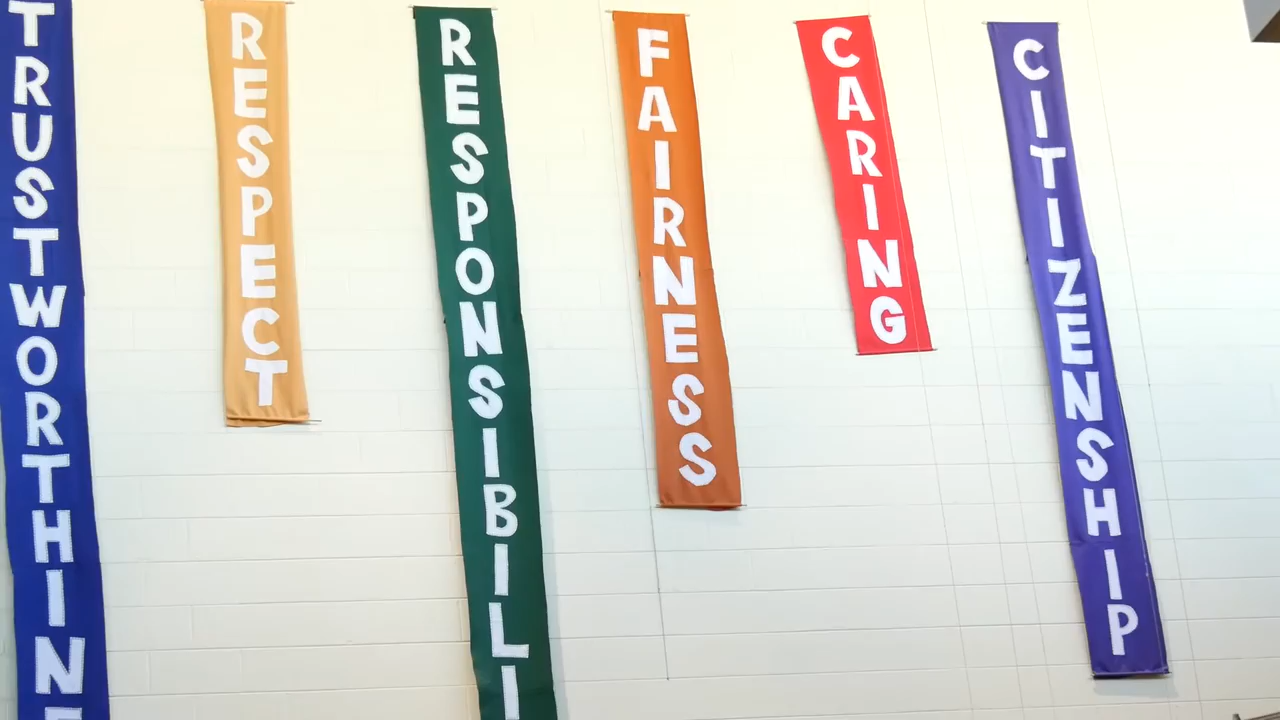 TRUSTWORTHINE
RESPECT
RESPONSIBILI
FAIRNESS
CARING
CITIZENSHIP